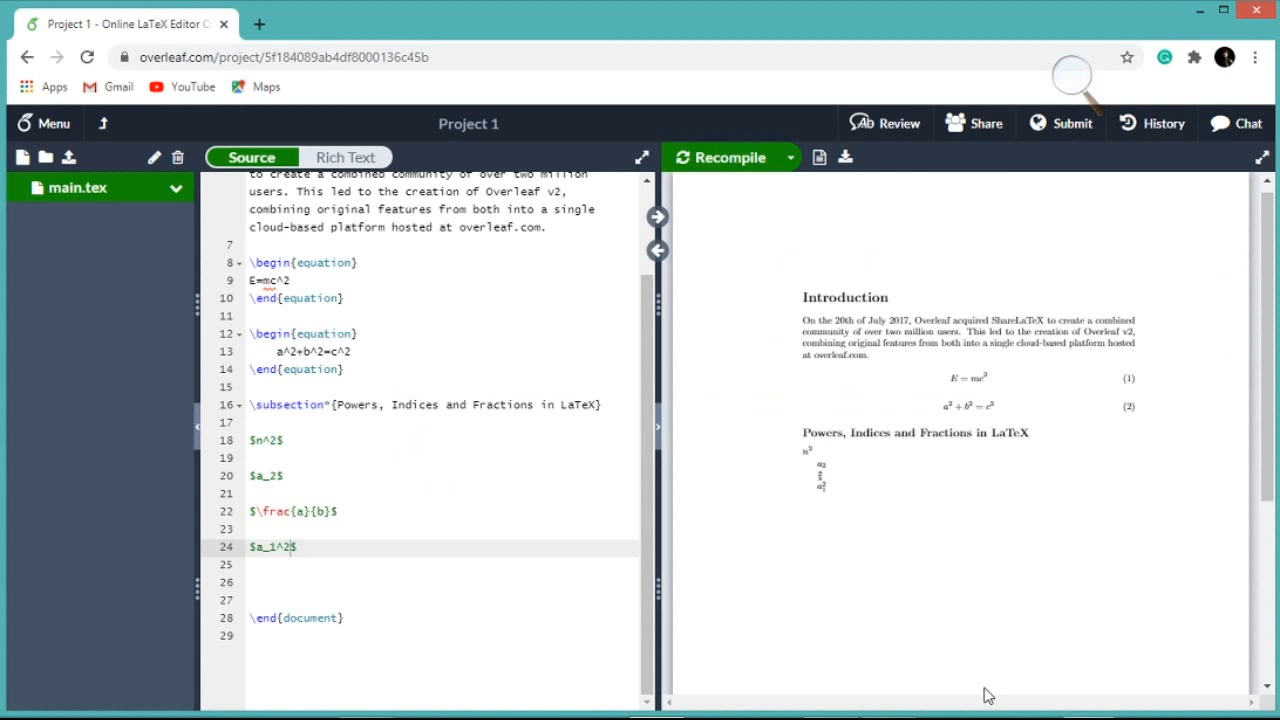 Project 1 - Online LaTeX Editor O
overleaf.com/project/5f184089ab4df8000136c45b
Apps Gmail YouTube Maps
Menu Project 1 Review Share Submit History Chat
Source Rich Text Recompile
main.tex
to create a combined community of over two million
users. This led to the creation of Overleaf v2,
combining original features from both into a single
cloud-based platform hosted at overleaf.com.
7
8 \begin{equation}
9 E=mc^2
10 \end{equation}
11
12 \begin{equation}
13 a^2+b^2=c^2
14 \end{equation}
15
16 \subsection*{Powers, Indices and Fractions in LaTeX}
17
18 $n^2$
19
20 $a_2$
21
22 $\frac{a}{b}$
23
24 $a_1^2$
25
26
27
28 \end{document}
29
Introduction
On the 20th of July 2017, Overleaf acquired ShareLaTeX to create a combined
community of over two million users. This led to the creation of Overleaf v2,
combining original features from both into a single cloud-based platform hosted
at overleaf.com.
E = mc² (1)
a² + b² = c² (2)
Powers, Indices and Fractions in LaTeX
n²
a₂
a/b
a₁²